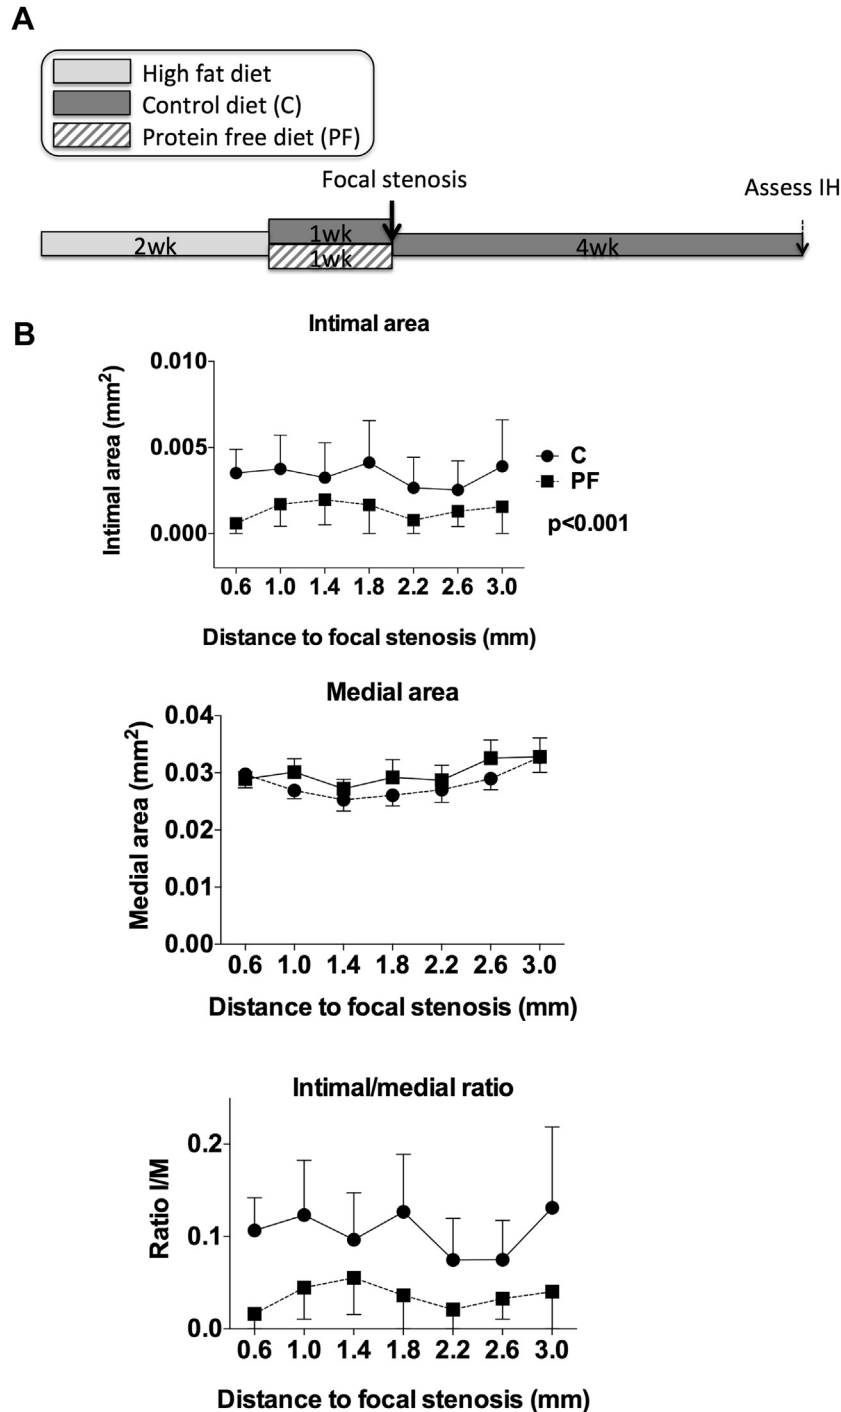 A
High fat diet
Control diet (C)
Protein free diet (PF)
Focal stenosis
Assess IH
2wk
1wk
1wk
4wk
B
Intimal area
Intimal area (mm²)
0.010
0.005
0.000
0.6 1.0 1.4 1.8 2.2 2.6 3.0
Distance to focal stenosis (mm)
C
PF
p<0.001
Medial area
Medial area (mm²)
0.04
0.03
0.02
0.01
0.00
0.6 1.0 1.4 1.8 2.2 2.6 3.0
Distance to focal stenosis (mm)
Intimal/medial ratio
Ratio I/M
0.2
0.1
0.0
0.6 1.0 1.4 1.8 2.2 2.6 3.0
Distance to focal stenosis (mm)